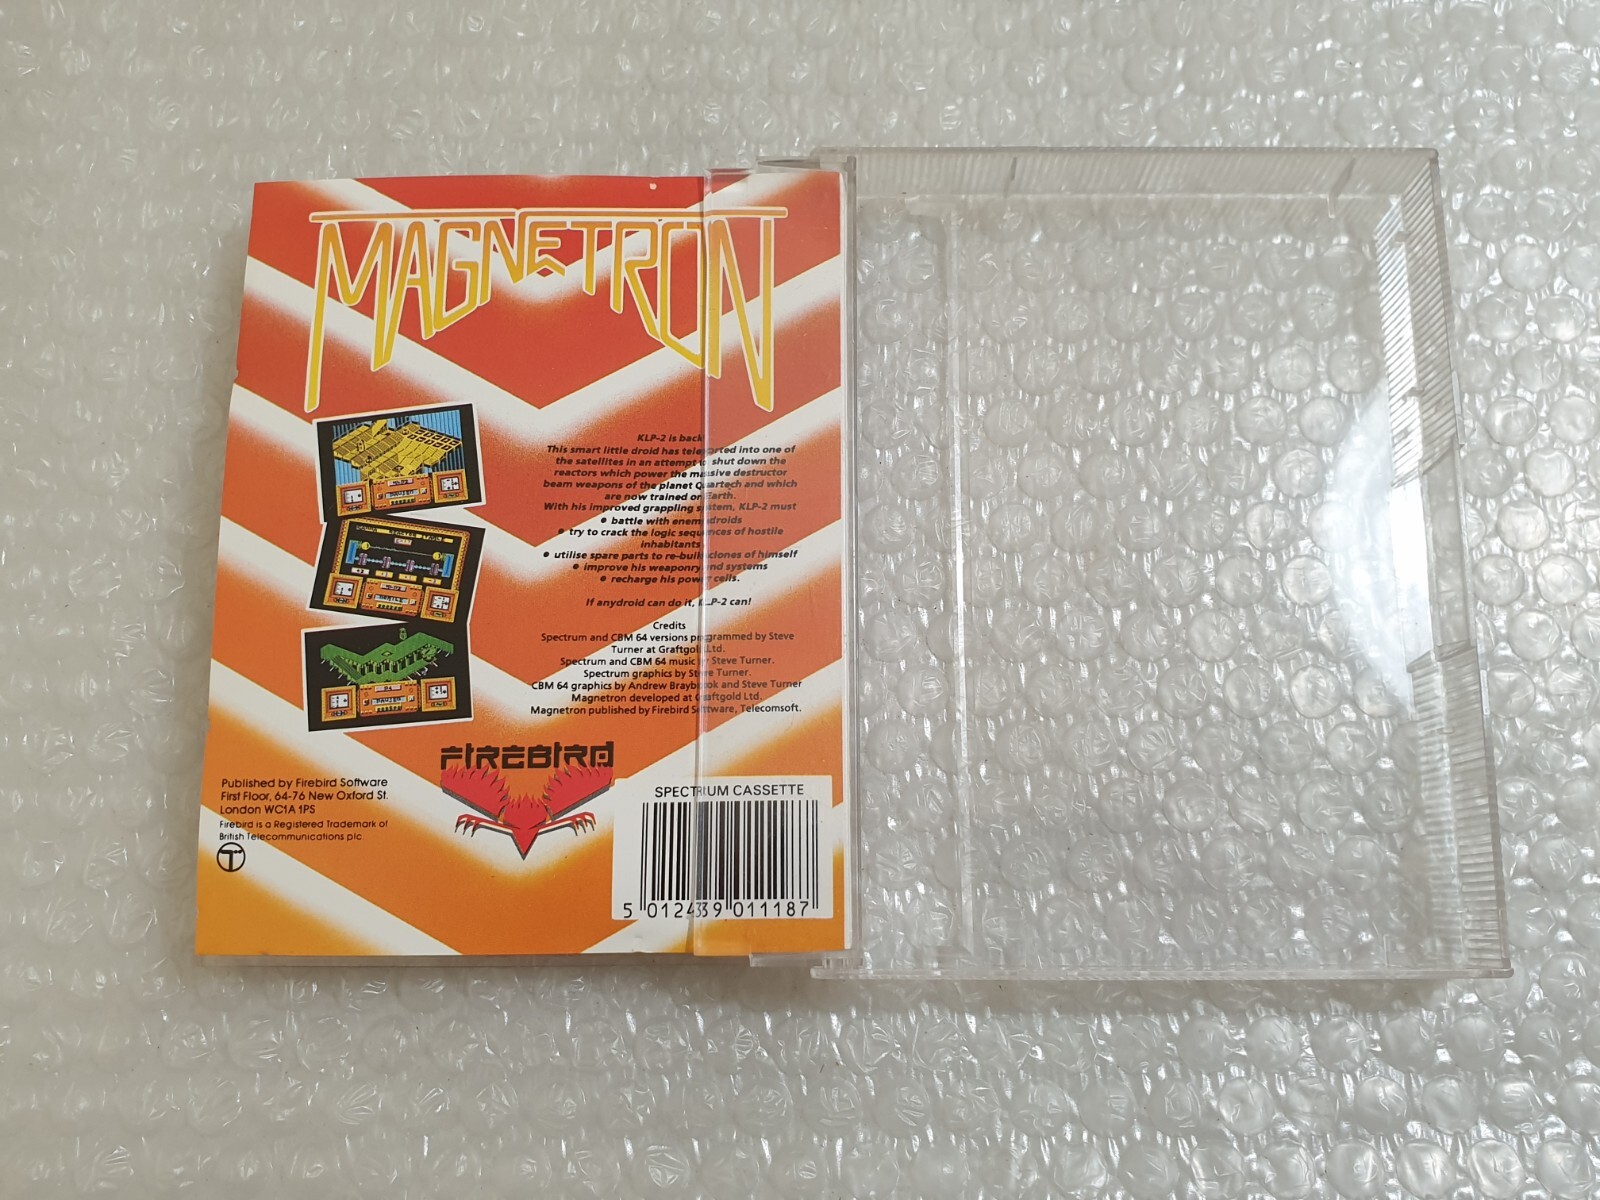 MAGNETRON
KLP-2 is back!
This smart little droid has teleported into one of
the satellites in an attempt to shut down the
reactors which power the massive destructor
beam weapons of the planet Quartech and which
are now trained on Earth.
With his improved grappling system, KLP-2 must
• battle with enemy droids
• try to crack the logic sequences of hostile
inhabitants
• utilise spare parts to re-build clones of himself
• improve his weaponry and systems
• recharge his power cells.
If anydroid can do it, KLP-2 can!
Credits
Spectrum and CBM 64 versions programmed by Steve
Turner at Graftgold Ltd.
Spectrum and CBM 64 music by Steve Turner.
Spectrum graphics by Steve Turner.
CBM 64 graphics by Andrew Braybrook and Steve Turner
Magnetron developed at Graftgold Ltd.
Magnetron published by Firebird Software, Telecomsoft.
FIREBIRD
Published by Firebird Software
First Floor, 64-76 New Oxford St.
London WC1A 1PS
Firebird is a Registered Trademark of
British Telecommunications plc
T
SPECTRUM CASSETTE
5 012439 011187